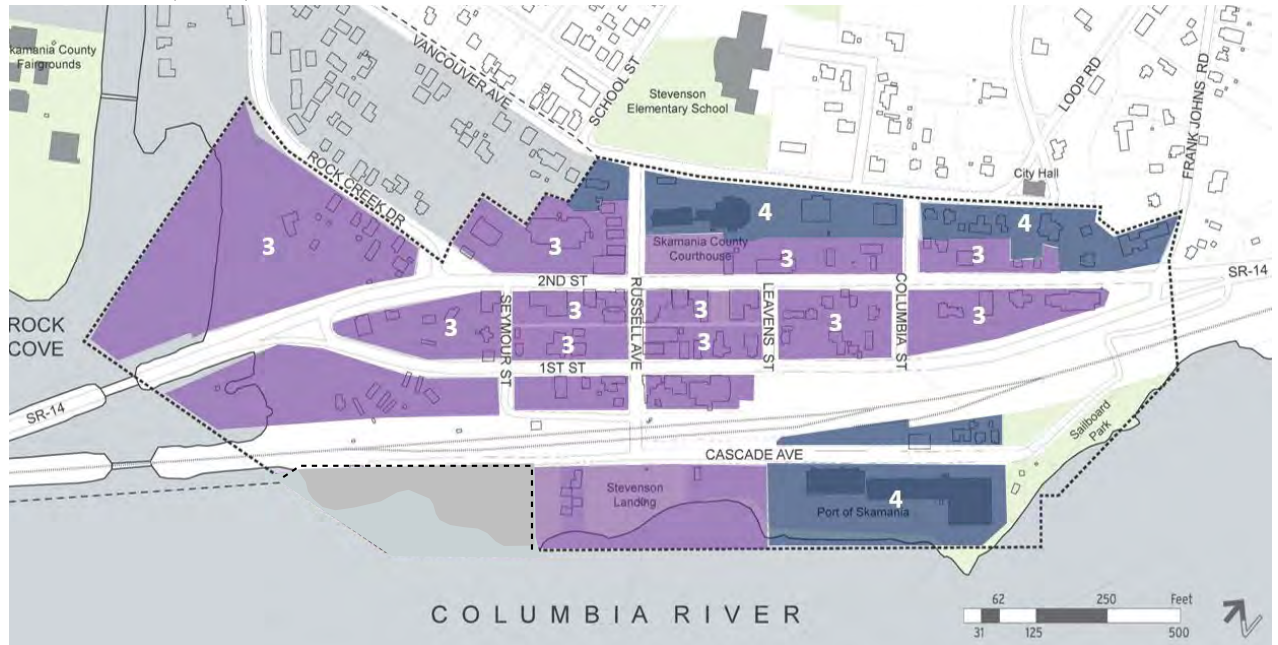 kamania County
Fairgrounds
VANCOUVER AVE
SCHOOL ST
Stevenson
Elementary School
LOOP RD
FRANK JOHNS RD
City Hall
ROCK CREEK DR
4
4
3
3
Skamania County
Courthouse
3
3
2ND ST
SR-14
ROCK
COVE
SEYMOUR ST
RUSSELL AVE
LEAVENS ST
COLUMBIA ST
3
3
3
3
3
3
3
1ST ST
SR-14
CASCADE AVE
Sailboard
Park
Stevenson
Landing
4
Port of Skamania
COLUMBIA RIVER
62
250
Feet
31
125
500